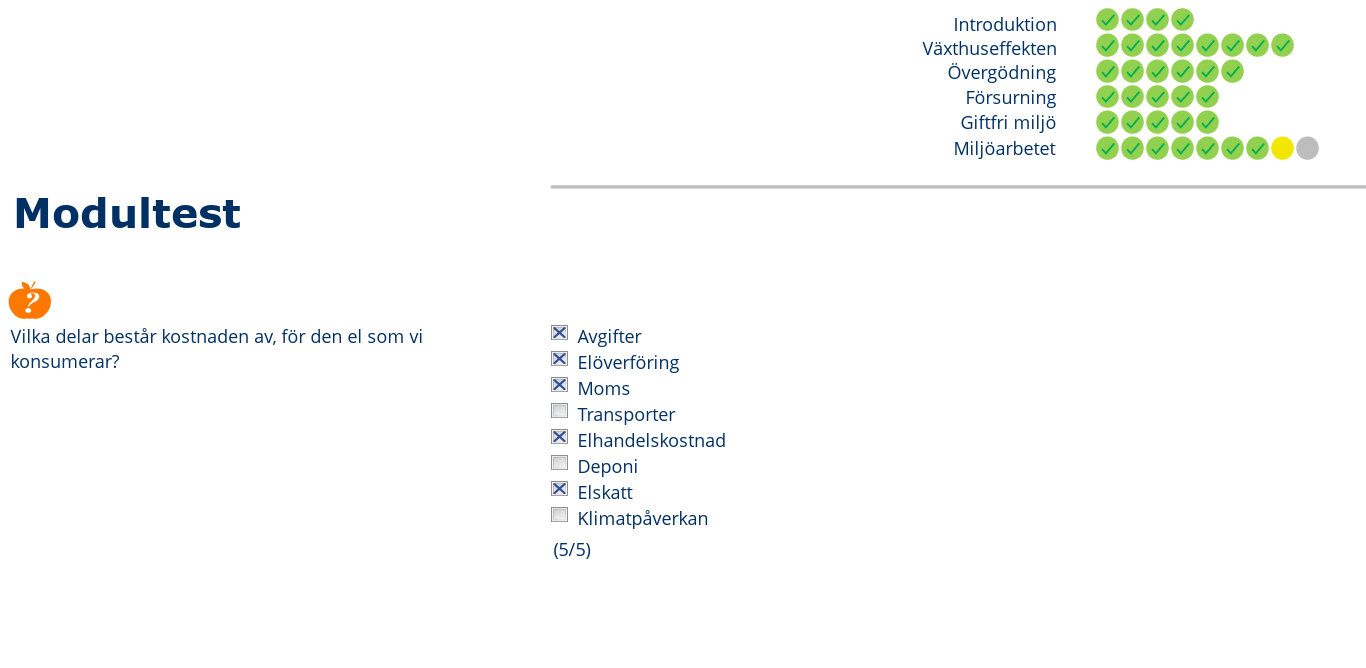 Introduktion
Växthuseffekten
Övergödning
Försurning
Giftfri miljö
Miljöarbetet
Modultest
?
Vilka delar består kostnaden av, för den el som vi
konsumerar?
Avgifter
Elöverföring
Moms
Transporter
Elhandelskostnad
Deponi
Elskatt
Klimatpåverkan
(5/5)